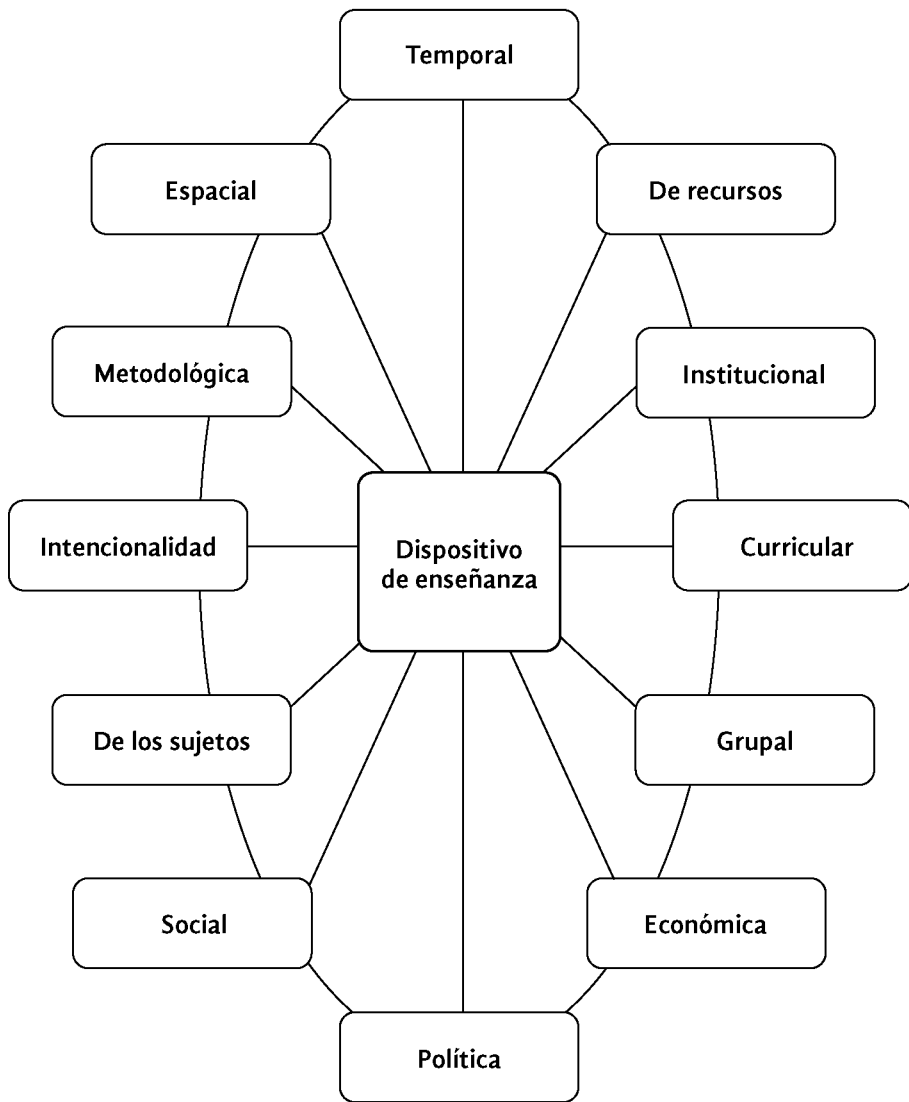 Temporal
Espacial
De recursos
Metodológica
Institucional
Intencionalidad
Dispositivo
de enseñanza
Curricular
De los sujetos
Grupal
Social
Económica
Política